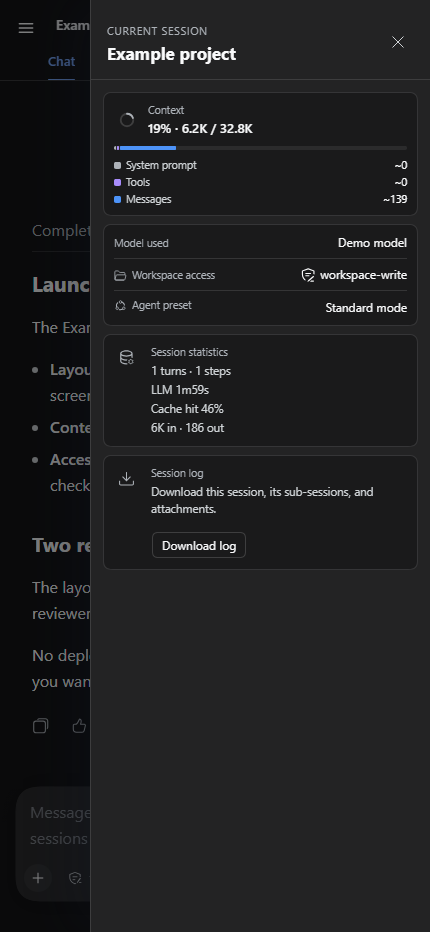 Exam
Chat
CURRENT SESSION
Example project
Context
19% · 6.2K / 32.8K
System prompt ~0
Tools ~0
Messages ~139
Model used Demo model
Workspace access workspace-write
Agent preset Standard mode
Session statistics
1 turns · 1 steps
LLM 1m59s
Cache hit 46%
6K in · 186 out
Session log
Download this session, its sub-sessions, and
attachments.
Download log
Complet
Launc
The Exar
Layou
screer
Conte
Acces
check
Two re
The layo
reviewer
No depl
you wan
Message
sessions